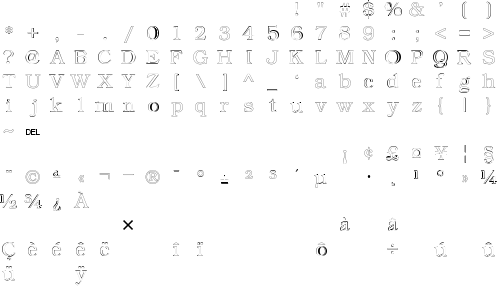 ! " # $ % & ' ( )
* + , - . / 0 1 2 3 4 5 6 7 8 9 : ; < = >
? @ A B C D E F G H I J K L M N O P Q R S
T U V W X Y Z [ \ ] ^ _ ` a b c d e f g h
i j k l m n o p q r s t u v w x y z { | }
~ DEL
¡ ¢ £ ¤ ¥ ¦ §
¨ © ª « ¬ - ® ¯ ° ± 2 3 ´ µ • ¸ 1 º » ¼
½ ¾ ¿ À
× à â
Ç è é ê ë î ï ô ÷ ú û
ü ÿ